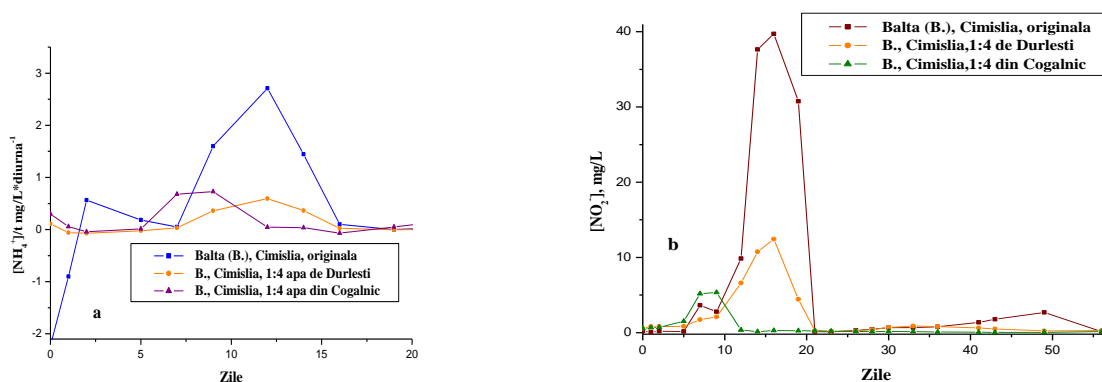 [NH₄⁺]/t mg/L*diurna⁻¹
3
2
1
0
-1
-2
Balta (B.), Cimislia, originala
B., Cimislia, 1:4 apa de Durlesti
B., Cimislia, 1:4 apa din Cogalnic
a
0 5 10 15 20
Zile
Balta (B.), Cimislia, originala
B., Cimislia,1:4 de Durlesti
B., Cimislia,1:4 din Cogalnic
[NO₂⁻], mg/L
40
30
20
10
0
b
0 10 20 30 40 50
Zile